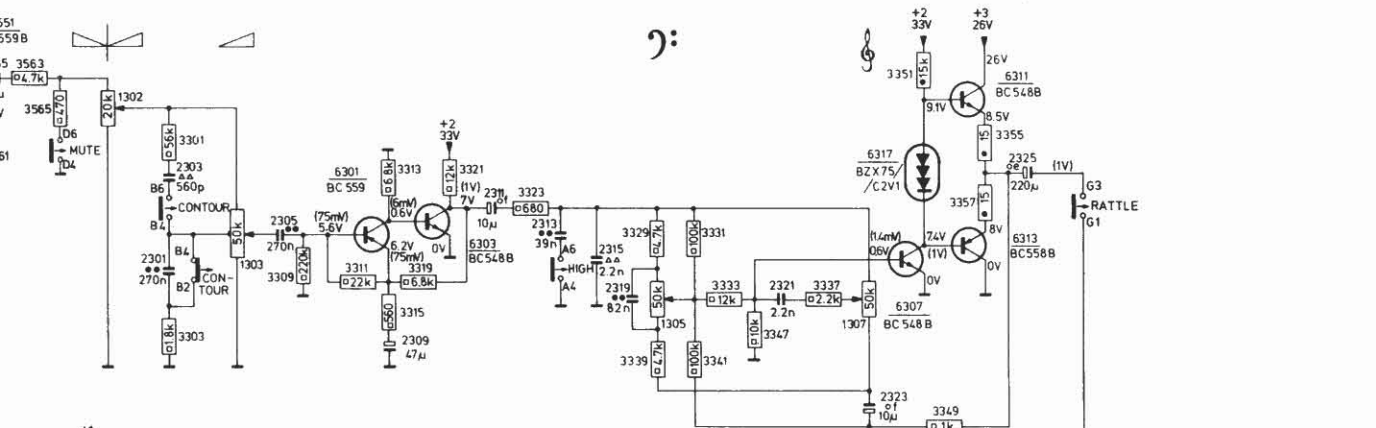 3563
4.7k
3565
470
D6
MUTE
D4
20k
1302
56k
3301
2303
560p
B6
CONTOUR
B4
2301
270n
B4
CON-
TOUR
B2
1.8k
3303
50k
1303
2305
270n
220k
3309
(75mV)
5.6V
6301
BC 559
6.8k
3313
(6mV)
0.6V
+2
33V
12k
3321
(1V)
7V
0V
6303
BC548B
6.2V
(75mV)
3311
22k
3319
6.8k
560
3315
2309
47μ
2311
10μ
3323
680
2313
39n
A6
HIGH
A4
2315
2.2n
3329
4.7k
100k
3331
2319
82n
50k
1305
3339
4.7k
100k
3341
3333
12k
10k
3347
2321
2.2n
3337
2.2k
50k
1307
2323
10μ
3349
1k
(1.4mV)
0.6V
7.4V
(1V)
0V
6307
BC 548 B
+2
33V
3351
15k
9.1V
6317
BZX75/
/C2V1
+3
26V
26V
6311
BC548B
8.5V
15
3355
3357
15
8V
0V
6313
BC558B
2325
220μ
(1V)
G3
RATTLE
G1